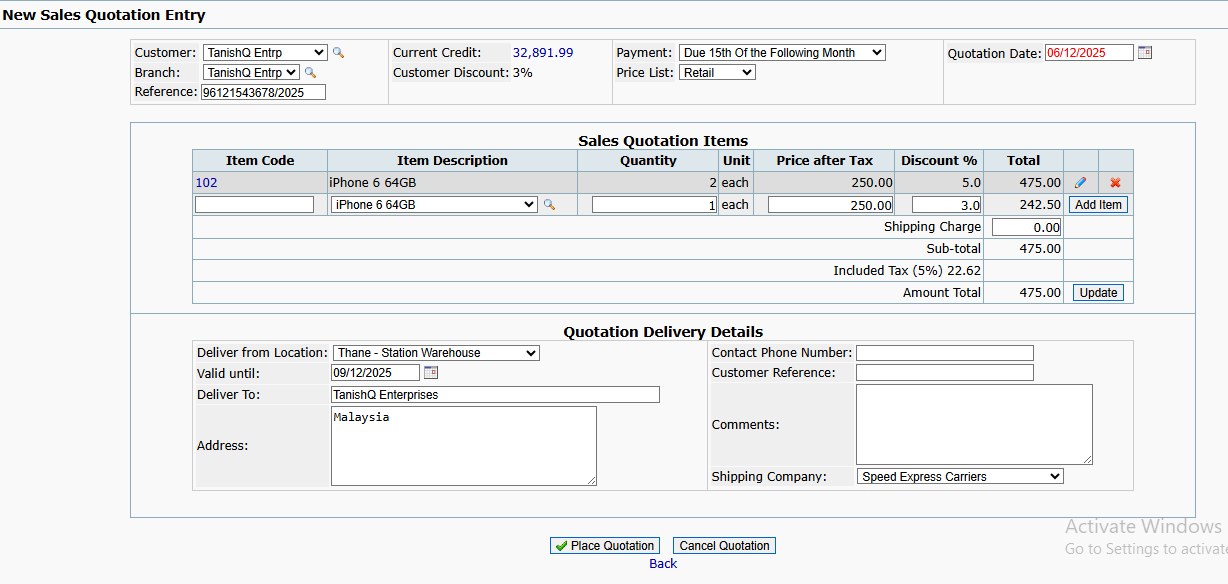 New Sales Quotation Entry
Customer: TanishQ Entrp Current Credit: 32,891.99 Payment: Due 15th Of the Following Month Quotation Date: 06/12/2025
Branch: TanishQ Entrp Customer Discount: 3% Price List: Retail
Reference: 96121543678/2025
Sales Quotation Items
Item Code Item Description Quantity Unit Price after Tax Discount % Total
102 iPhone 6 64GB 2 each 250.00 5.0 475.00
iPhone 6 64GB 1 each 250.00 3.0 242.50 Add Item
Shipping Charge 0.00
Sub-total 475.00
Included Tax (5%) 22.62
Amount Total 475.00 Update
Quotation Delivery Details
Deliver from Location: Thane - Station Warehouse Contact Phone Number:
Valid until: 09/12/2025 Customer Reference:
Deliver To: TanishQ Enterprises
Address: Malaysia Comments:
Shipping Company: Speed Express Carriers
Place Quotation Cancel Quotation
Back
Activate Windows
Go to Settings to activate